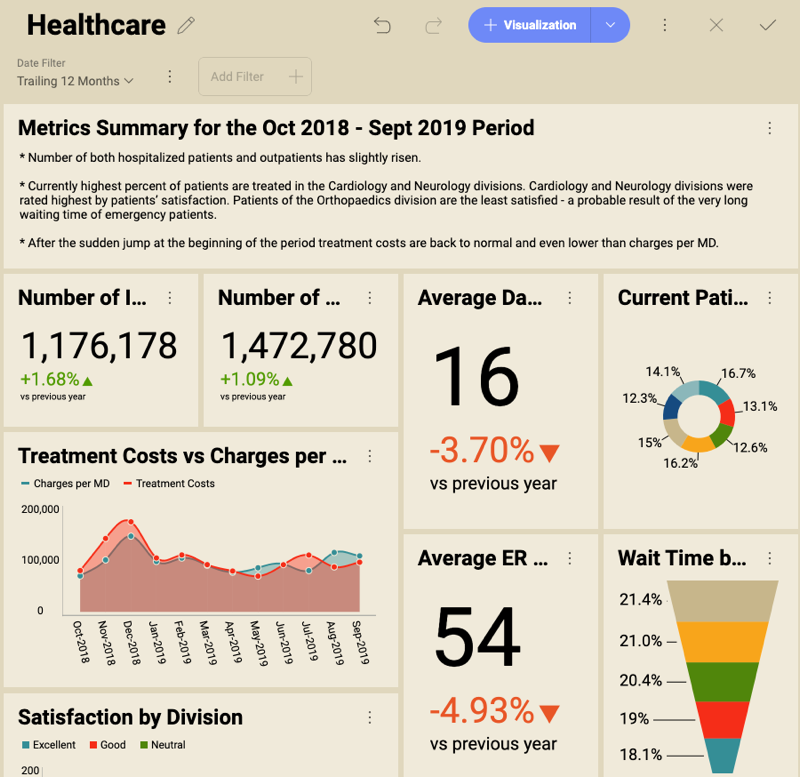 Healthcare
Visualization
Date Filter
Trailing 12 Months
Add Filter
Metrics Summary for the Oct 2018 - Sept 2019 Period
* Number of both hospitalized patients and outpatients has slightly risen.
* Currently highest percent of patients are treated in the Cardiology and Neurology divisions. Cardiology and Neurology divisions were
rated highest by patients' satisfaction. Patients of the Orthopaedics division are the least satisfied - a probable result of the very long
waiting time of emergency patients.
* After the sudden jump at the beginning of the period treatment costs are back to normal and even lower than charges per MD.
Number of I...
1,176,178
+1.68%
vs previous year
Number of ...
1,472,780
+1.09%
vs previous year
Average Da...
16
-3.70%
vs previous year
Current Pati...
14.1%
16.7%
12.3%
13.1%
15%
12.6%
16.2%
Treatment Costs vs Charges per ...
Charges per MD
Treatment Costs
200,000
100,000
0
Oct-2018
Nov-2018
Dec-2018
Jan-2019
Feb-2019
Mar-2019
Apr-2019
May-2019
Jun-2019
Jul-2019
Aug-2019
Sep-2019
Average ER ...
54
-4.93%
vs previous year
Wait Time b...
21.4%
21.0%
20.4%
19%
18.1%
Satisfaction by Division
Excellent
Good
Neutral
200